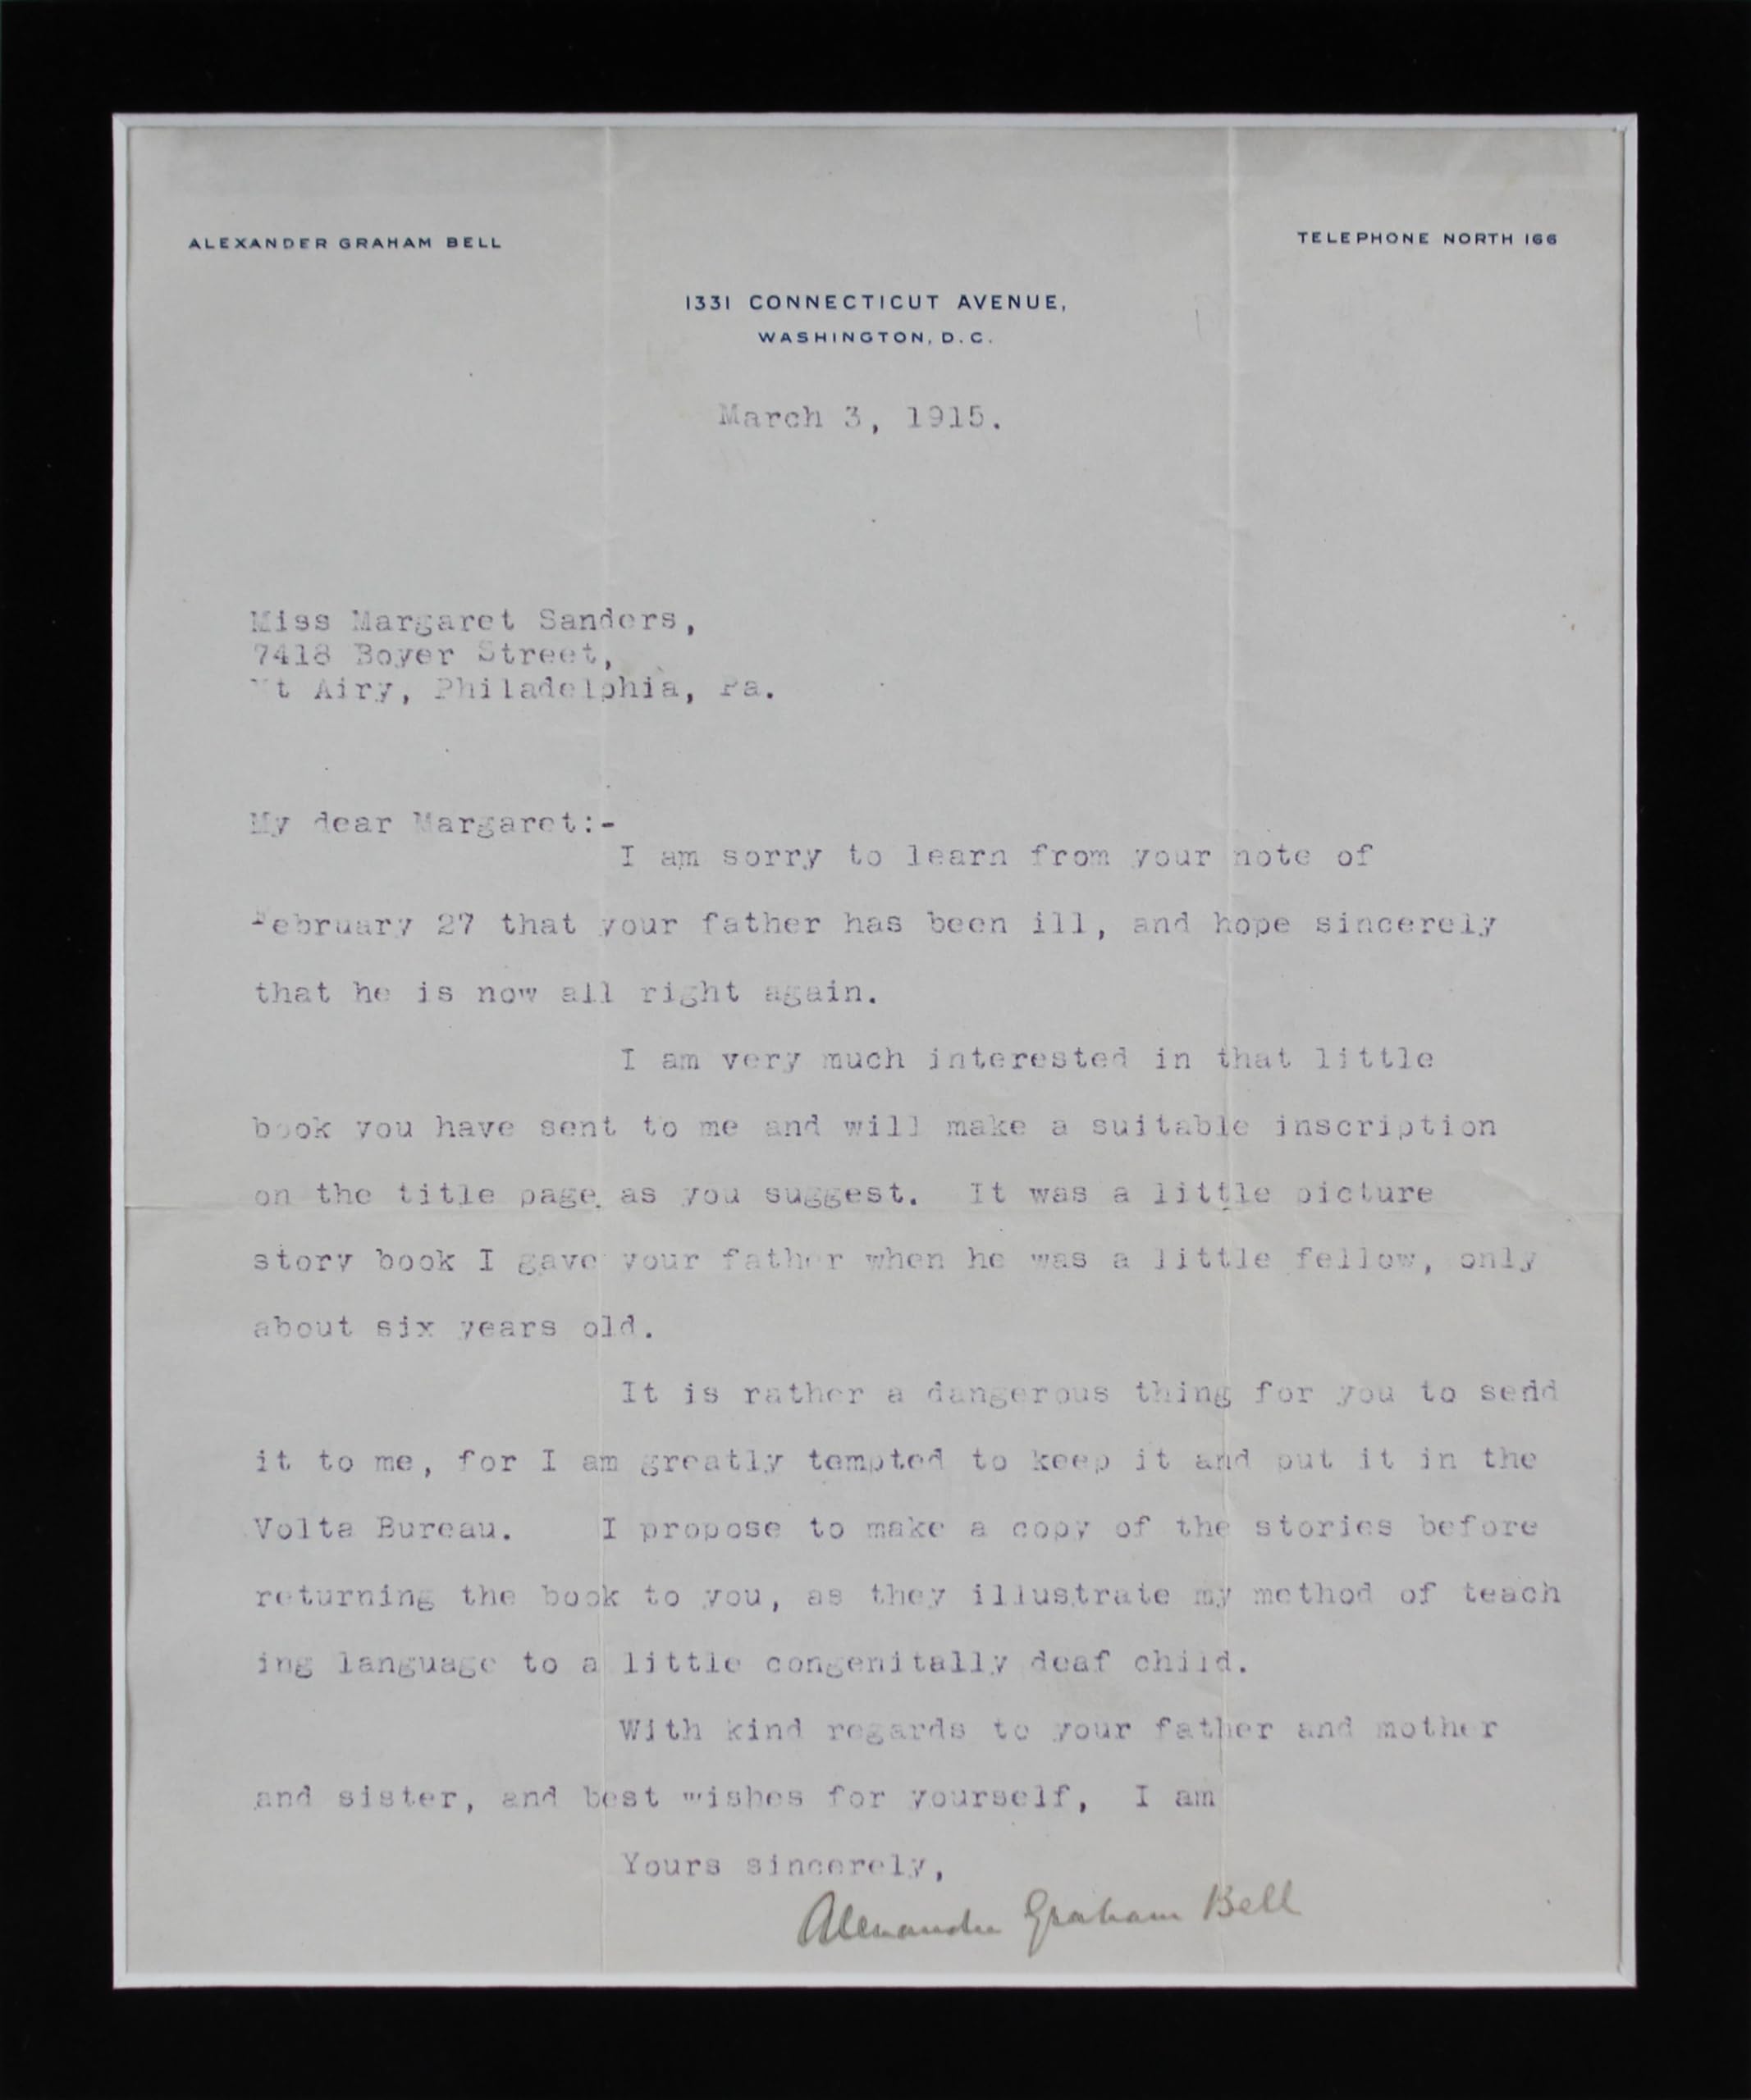 ALEXANDER GRAHAM BELL
TELEPHONE NORTH 166
1331 CONNECTICUT AVENUE,
WASHINGTON, D. C.
March 3, 1915.
Miss Margaret Sanders,
7418 Boyer Street,
Mt Airy, Philadelphia, Pa.
My dear Margaret:-
I am sorry to learn from your note of
February 27 that your father has been ill, and hope sincerely
that he is now all right again.
I am very much interested in that little
book you have sent to me and will make a suitable inscription
on the title page, as you suggest. It was a little picture
story book I gave your father when he was a little fellow, only
about six years old.
It is rather a dangerous thing for you to send
it to me, for I am greatly tempted to keep it and put it in the
Volta Bureau. I propose to make a copy of the stories before
returning the book to you, as they illustrate my method of teach
ing language to a little congenitally deaf child.
With kind regards to your father and mother
and sister, and best wishes for yourself, I am
Yours sincerely,
Alexander Graham Bell